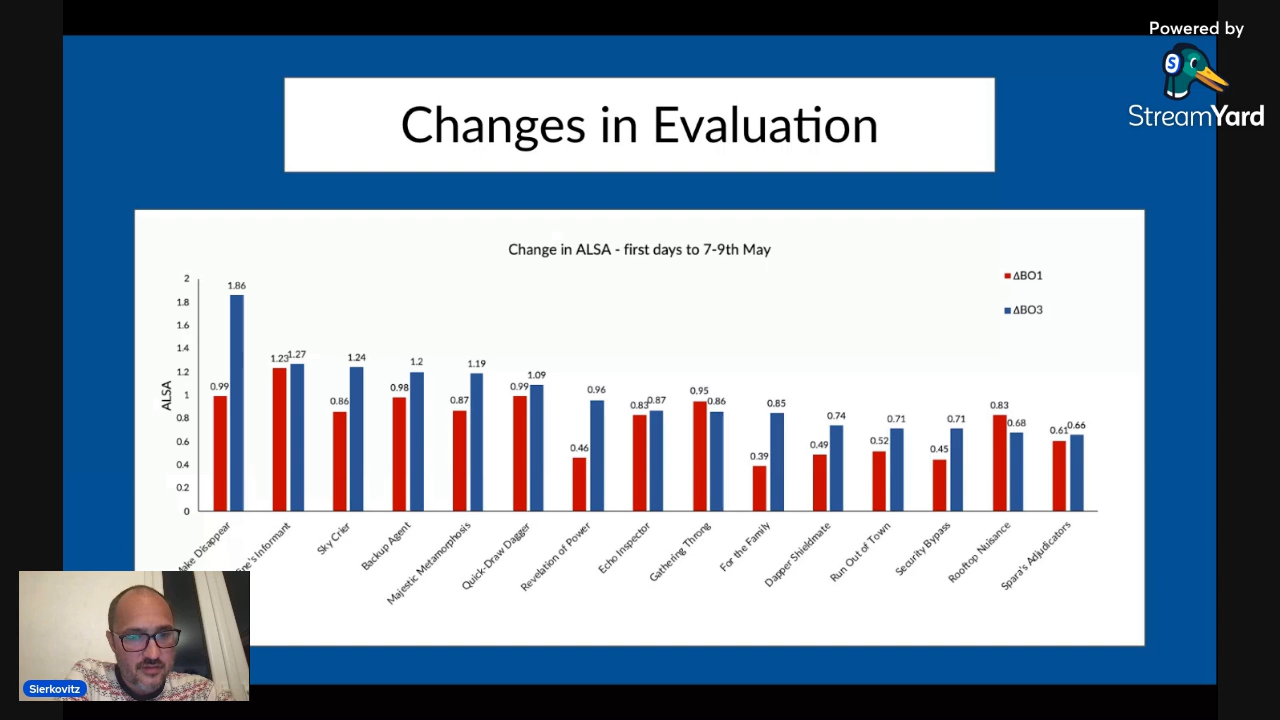 Powered by
StreamYard
Changes in Evaluation
Change in ALSA - first days to 7-9th May
ΔBO1
ΔBO3
ALSA
2
1.8
1.6
1.4
1.2
1
0.8
0.6
0.4
0.2
0
0.99 1.86
1.23 1.27
0.86 1.24
0.98 1.2
0.87 1.19
0.99 1.09
0.46 0.96
0.83 0.87
0.95 0.86
0.39 0.85
0.49 0.74
0.52 0.71
0.45 0.71
0.83 0.68
0.61 0.66
Disappear
Informant
Sky Crier
Backup Agent
Majestic Metamorphosis
Quick-Draw Dagger
Revelation of Power
Echo Inspector
Gathering Throng
For the Family
Dapper Shieldmate
Run Out of Town
Security Bypass
Rooftop Nuisance
Spara's Adjudicators
Sierkovitz